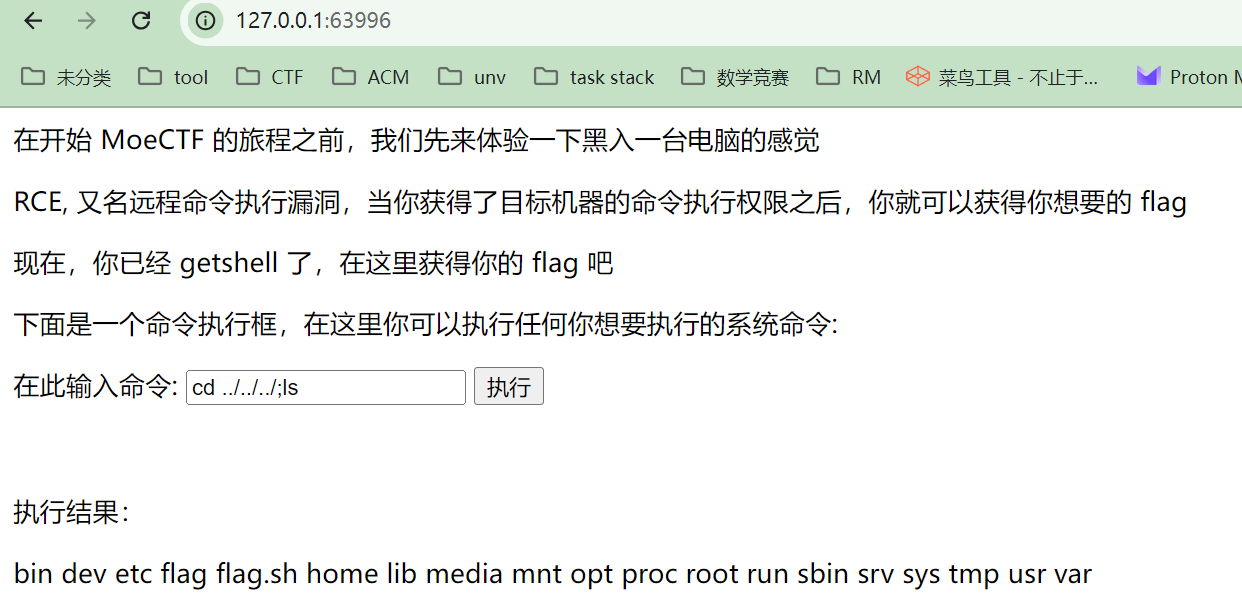 127.0.0.1:63996
未分类 tool CTF ACM unv task stack 数学竞赛 RM 菜鸟工具 - 不止于... Proton
在开始 MoeCTF 的旅程之前，我们先来体验一下黑入一台电脑的感觉
RCE, 又名远程命令执行漏洞，当你获得了目标机器的命令执行权限之后，你就可以获得你想要的 flag
现在，你已经 getshell 了，在这里获得你的 flag 吧
下面是一个命令执行框，在这里你可以执行任何你想要执行的系统命令:
在此输入命令: cd ../../../;ls 执行
执行结果：
bin dev etc flag flag.sh home lib media mnt opt proc root run sbin srv sys tmp usr var